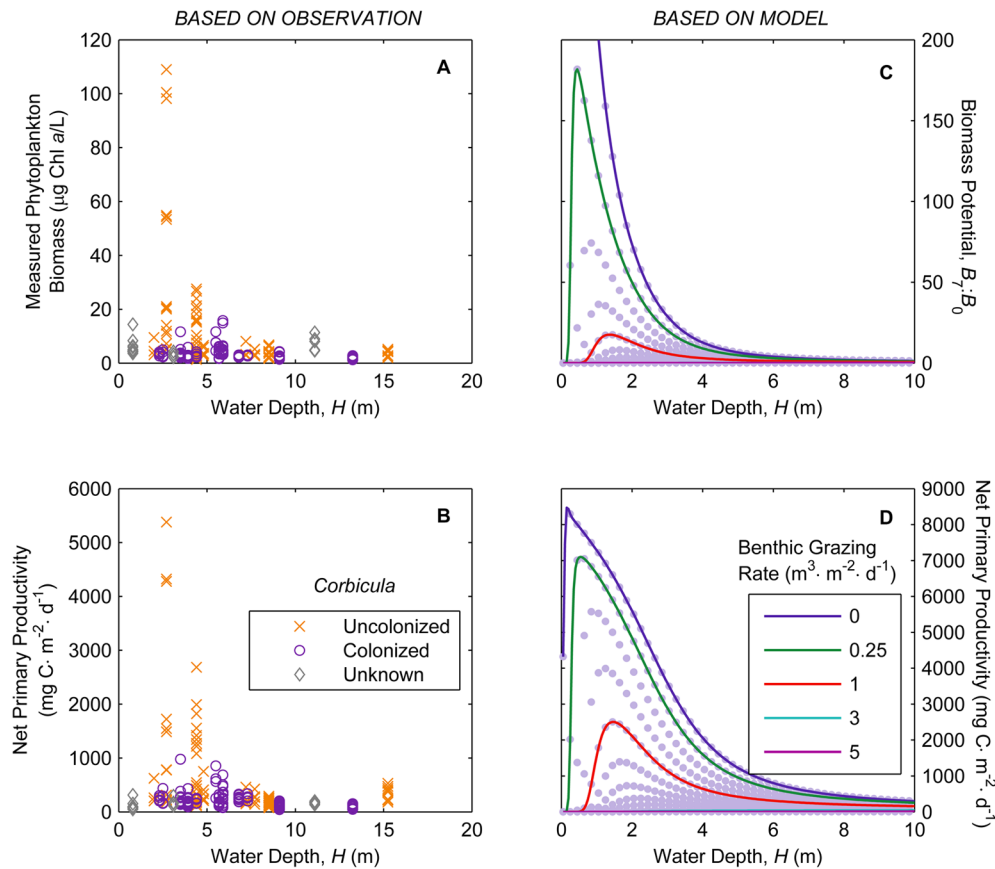 BASED ON OBSERVATION
BASED ON MODEL
120
100
80
60
40
20
0
Measured Phytoplankton
Biomass (µg Chl a/L)
A
0 5 10 15 20
Water Depth, H (m)
C
200
150
100
50
0
Biomass Potential, B7:B0
0 2 4 6 8 10
Water Depth, H (m)
6000
5000
4000
3000
2000
1000
0
Net Primary Productivity
(mg C· m-2· d-1)
B
Corbicula
Uncolonized
Colonized
Unknown
0 5 10 15 20
Water Depth, H (m)
D
Benthic Grazing
Rate (m3· m-2· d-1)
0
0.25
1
3
5
9000
8000
7000
6000
5000
4000
3000
2000
1000
0
Net Primary Productivity (mg C· m-2· d-1)
0 2 4 6 8 10
Water Depth, H (m)